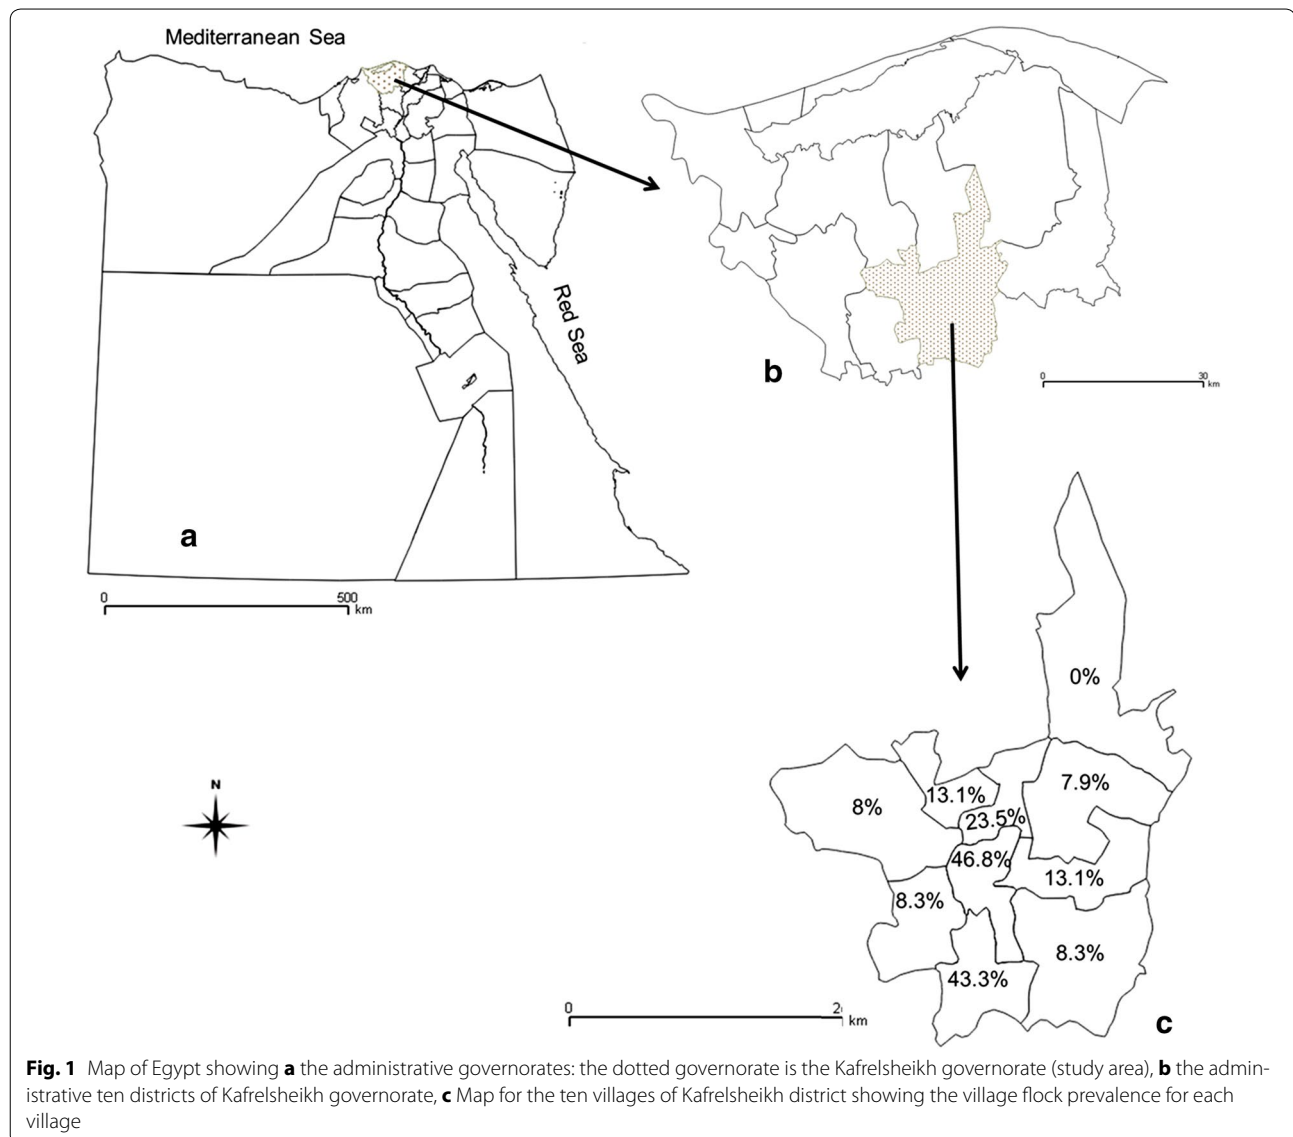 Mediterranean Sea
Red Sea
a
0 500
km
b
0 30
km
N
0%
7.9%
13.1%
8%
23.5%
46.8%
13.1%
8.3%
8.3%
43.3%
0 2
km
c
Fig. 1 Map of Egypt showing a the administrative governorates: the dotted governorate is the Kafrelsheikh governorate (study area), b the admin-
istrative ten districts of Kafrelsheikh governorate, c Map for the ten villages of Kafrelsheikh district showing the village flock prevalence for each
village